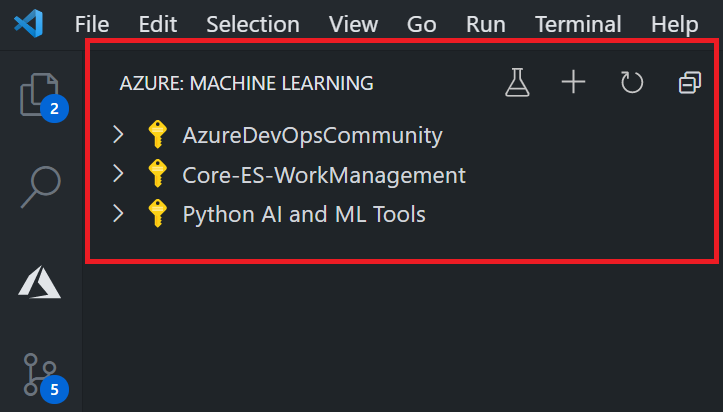 File Edit Selection View Go Run Terminal Help
AZURE: MACHINE LEARNING
2
AzureDevOpsCommunity
Core-ES-WorkManagement
Python AI and ML Tools
5